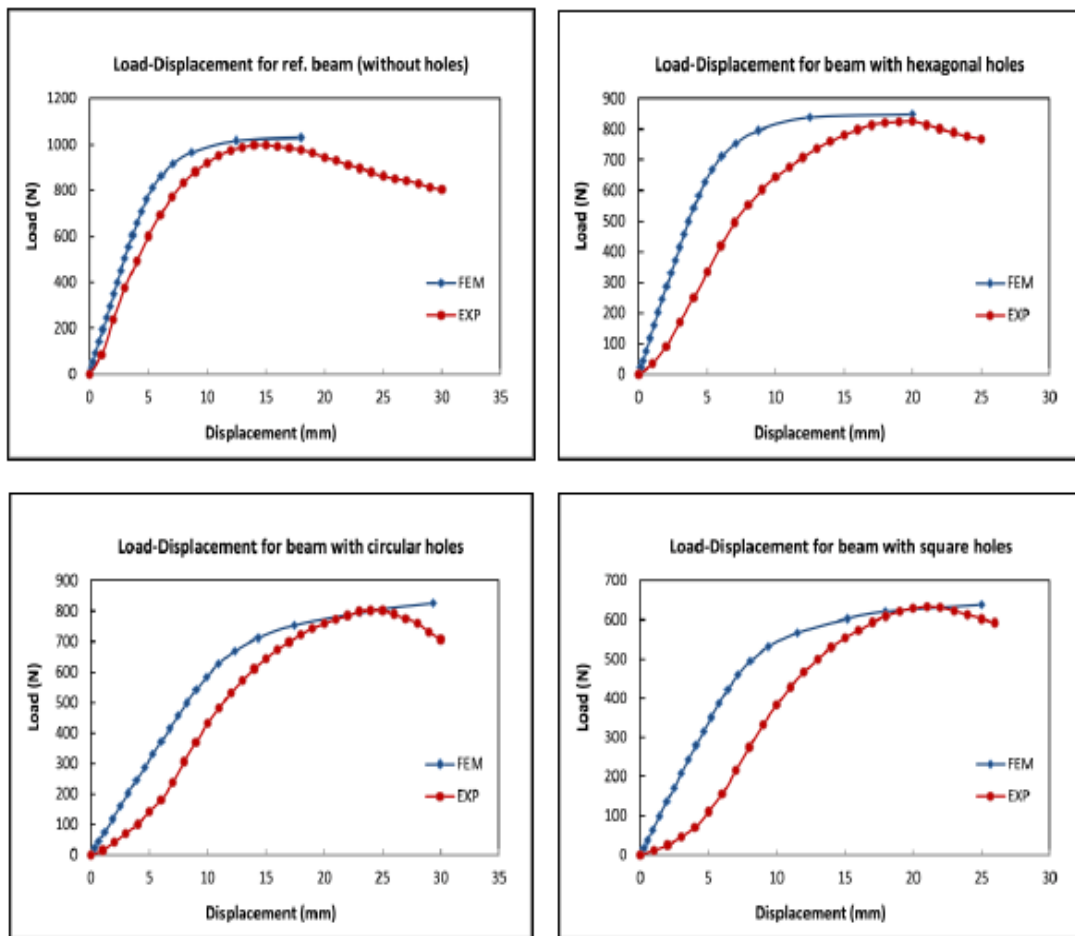 Load-Displacement for ref. beam (without holes)
1200
1000
800
600
400
200
0
Load (N)
FEM
EXP
0 5 10 15 20 25 30 35
Displacement (mm)
Load-Displacement for beam with hexagonal holes
900
800
700
600
500
400
300
200
100
0
Load (N)
FEM
EXP
0 5 10 15 20 25 30
Displacement (mm)
Load-Displacement for beam with circular holes
900
800
700
600
500
400
300
200
100
0
Load (N)
FEM
EXP
0 5 10 15 20 25 30 35
Displacement (mm)
Load-Displacement for beam with square holes
700
600
500
400
300
200
100
0
Load (N)
FEM
EXP
0 5 10 15 20 25 30
Displacement (mm)